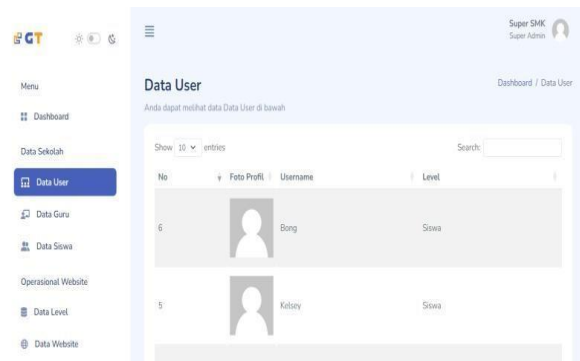 GT
Menu
Dashboard
Data Sekolah
Data User
Data Guru
Data Siswa
Operasional Website
Data Level
Data Website
Super SMK
Super Admin
Data User
Dashboard / Data User
Anda dapat melihat data Data User di bawah
Show 10 entries
Search:
No Foto Profil Username Level
6 Bong Siswa
5 Kelsey Siswa